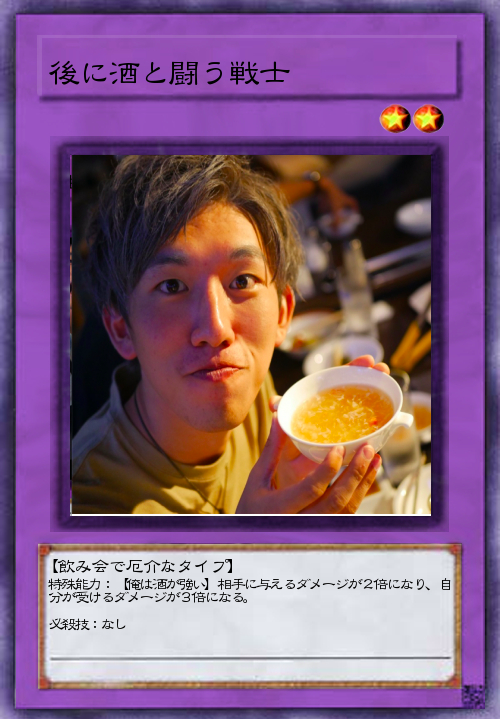 後に酒と闘う戦士
【飲み会で厄介なタイプ】
特殊能力：【俺は酒が強い】相手に与えるダメージが２倍になり、自
分が受けるダメージが３倍になる。
必殺技：なし